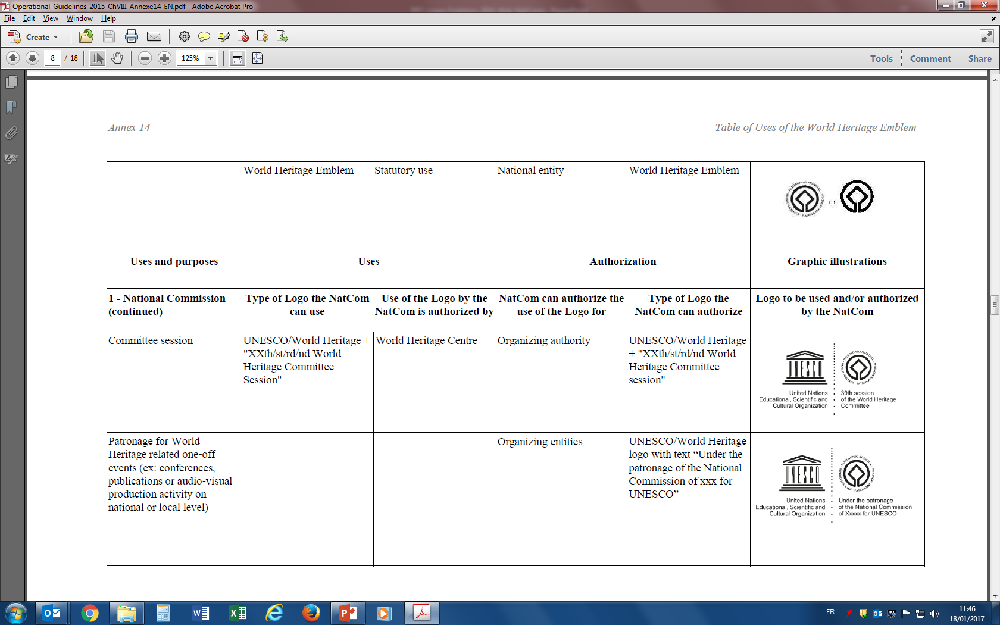 Operational_Guidelines_2015_ChVIII_Annexe14_EN.pdf - Adobe Acrobat Pro
File Edit View Window Help
Create
8 / 18 125% Tools Comment Share
Annex 14 Table of Uses of the World Heritage Emblem
World Heritage Emblem
Statutory use
National entity
World Heritage Emblem
or
Uses and purposes
Uses
Authorization
Graphic illustrations
1 - National Commission
(continued)
Type of Logo the NatCom
can use
Use of the Logo by the
NatCom is authorized by
NatCom can authorize the
use of the Logo for
Type of Logo the
NatCom can authorize
Logo to be used and/or authorized
by the NatCom
Committee session
UNESCO/World Heritage +
"XXth/st/rd/nd World
Heritage Committee
Session"
World Heritage Centre
Organizing authority
UNESCO/World Heritage
+ "XXth/st/rd/nd World
Heritage Committee
session"
UNESCO
United Nations
Educational, Scientific and
Cultural Organization
39th session
of the World Heritage
Committee
Patronage for World
Heritage related one-off
events (ex: conferences,
publications or audio-visual
production activity on
national or local level)
Organizing entities
UNESCO/World Heritage
logo with text “Under the
patronage of the National
Commission of xxx for
UNESCO”
UNESCO
United Nations
Educational, Scientific and
Cultural Organization
Under the patronage
of the National Commission
of Xxxxx for UNESCO
FR
11:46
18/01/2017